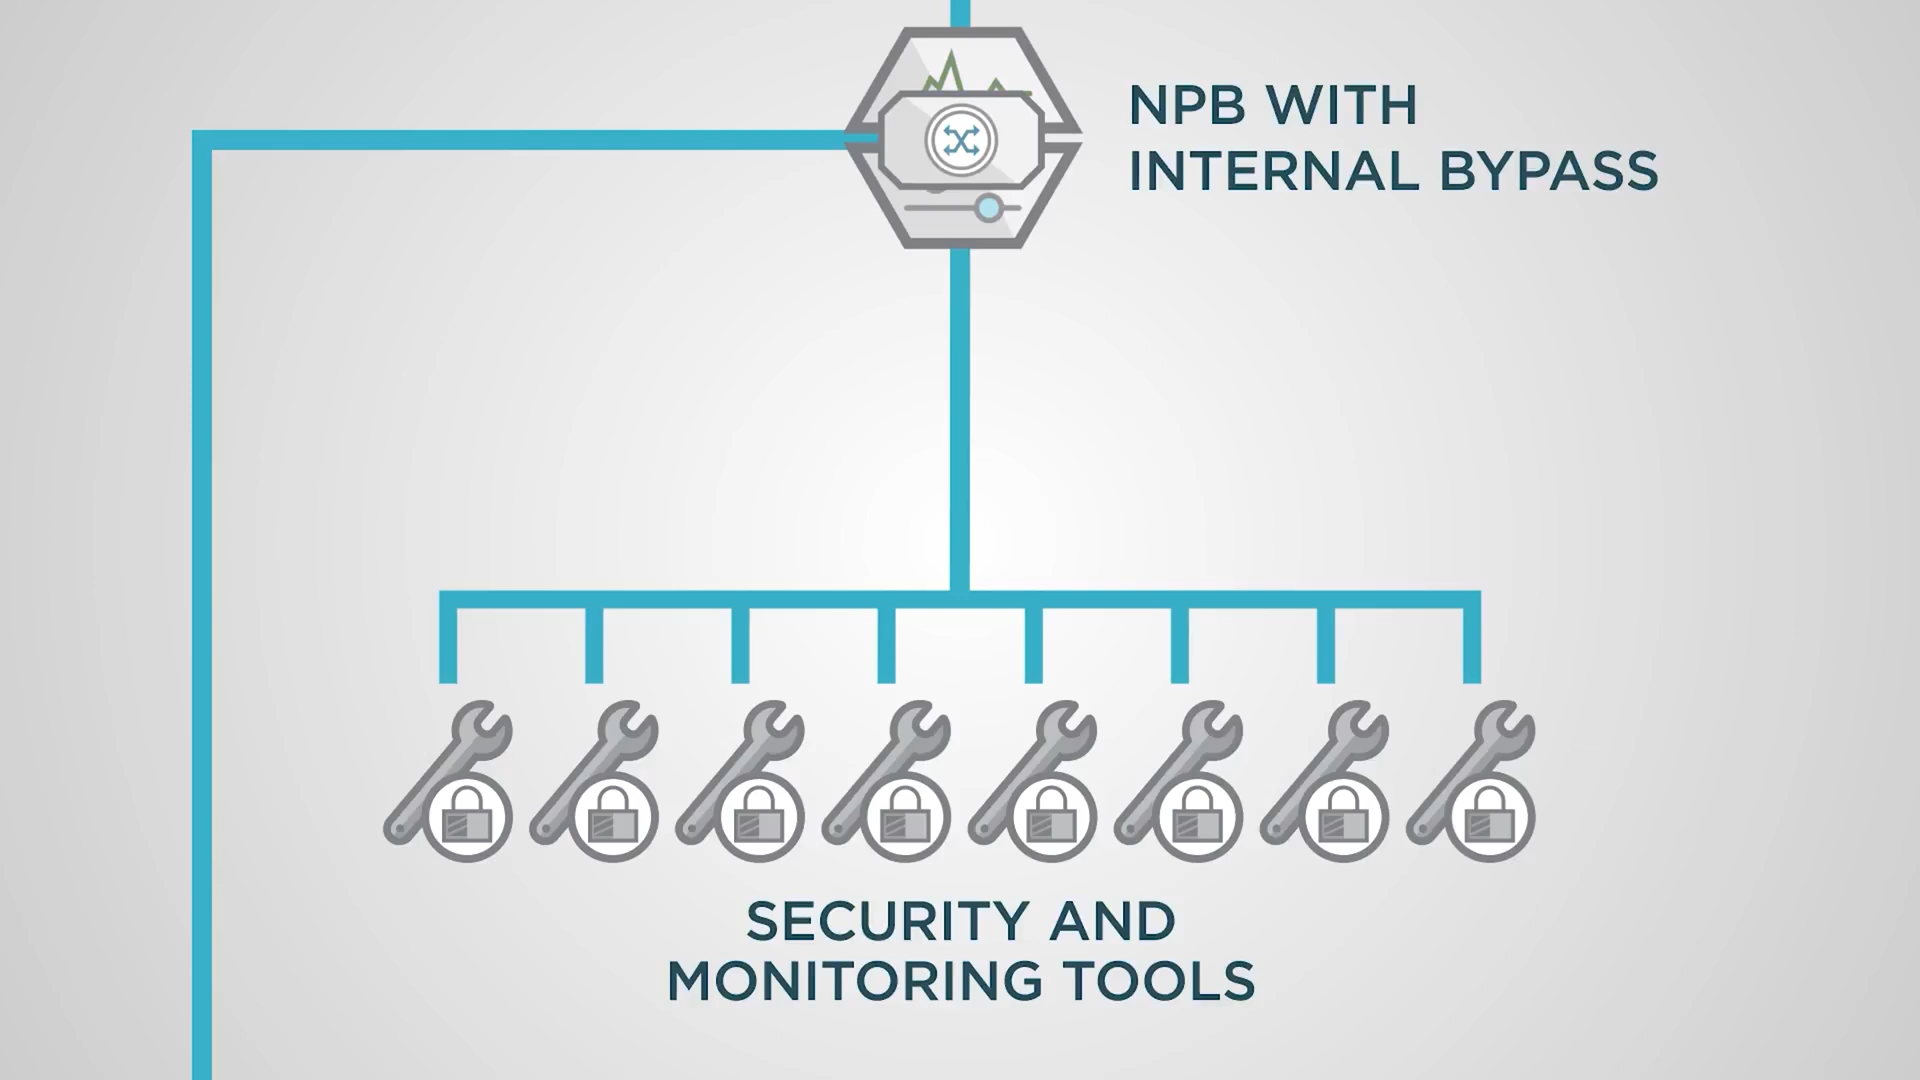 NPB WITH
INTERNAL BYPASS
SECURITY AND
MONITORING TOOLS